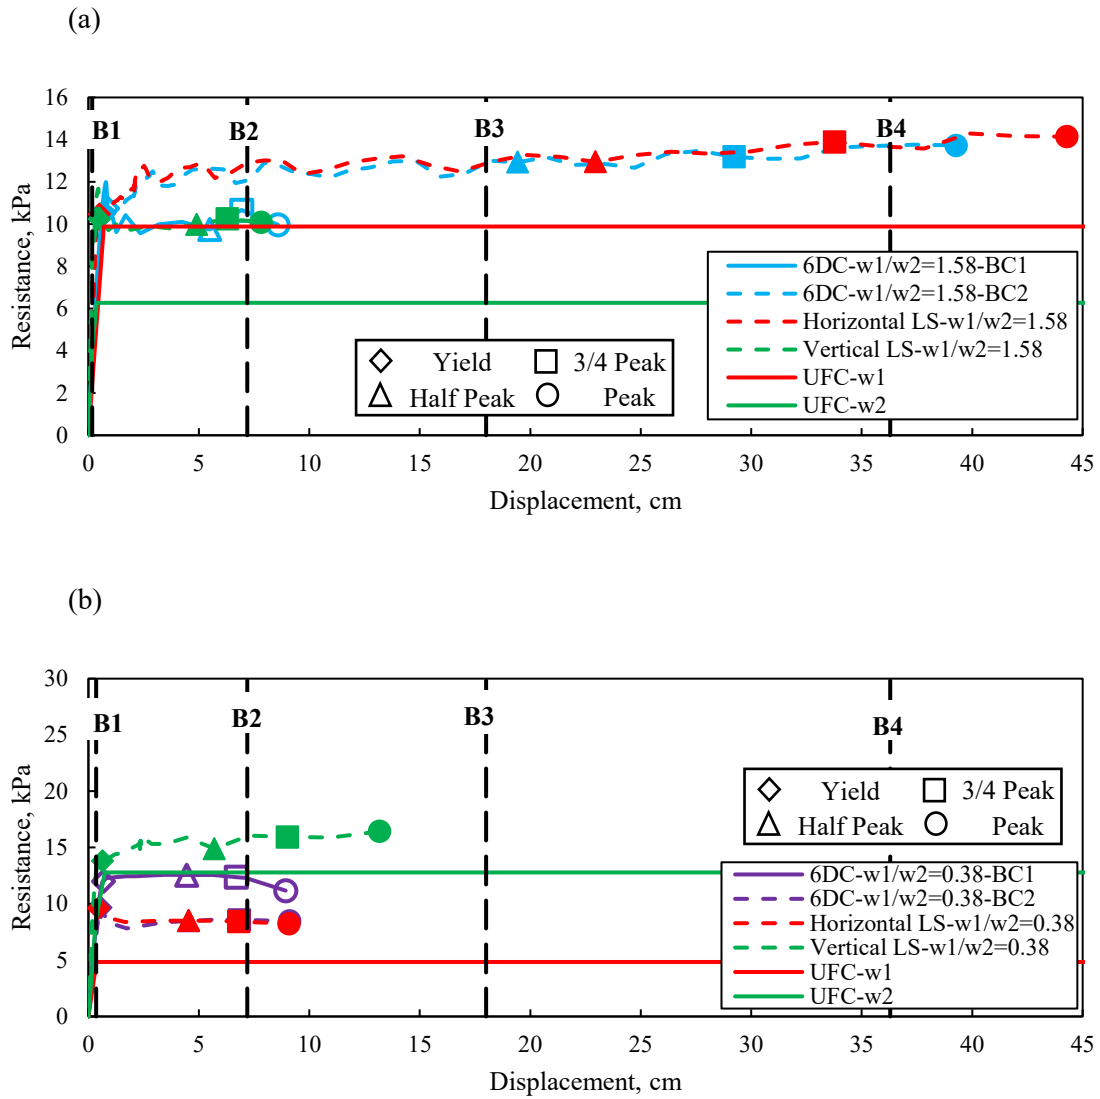 (a)
16
14
12
10
8
6
4
2
0
Resistance, kPa
B1
B2
B3
B4
6DC-w1/w2=1.58-BC1
6DC-w1/w2=1.58-BC2
Horizontal LS-w1/w2=1.58
Vertical LS-w1/w2=1.58
UFC-w1
UFC-w2
Yield
3/4 Peak
Half Peak
Peak
0 5 10 15 20 25 30 35 40 45
Displacement, cm
(b)
30
25
20
15
10
5
0
Resistance, kPa
B1
B2
B3
B4
Yield
3/4 Peak
Half Peak
Peak
6DC-w1/w2=0.38-BC1
6DC-w1/w2=0.38-BC2
Horizontal LS-w1/w2=0.38
Vertical LS-w1/w2=0.38
UFC-w1
UFC-w2
0 5 10 15 20 25 30 35 40 45
Displacement, cm